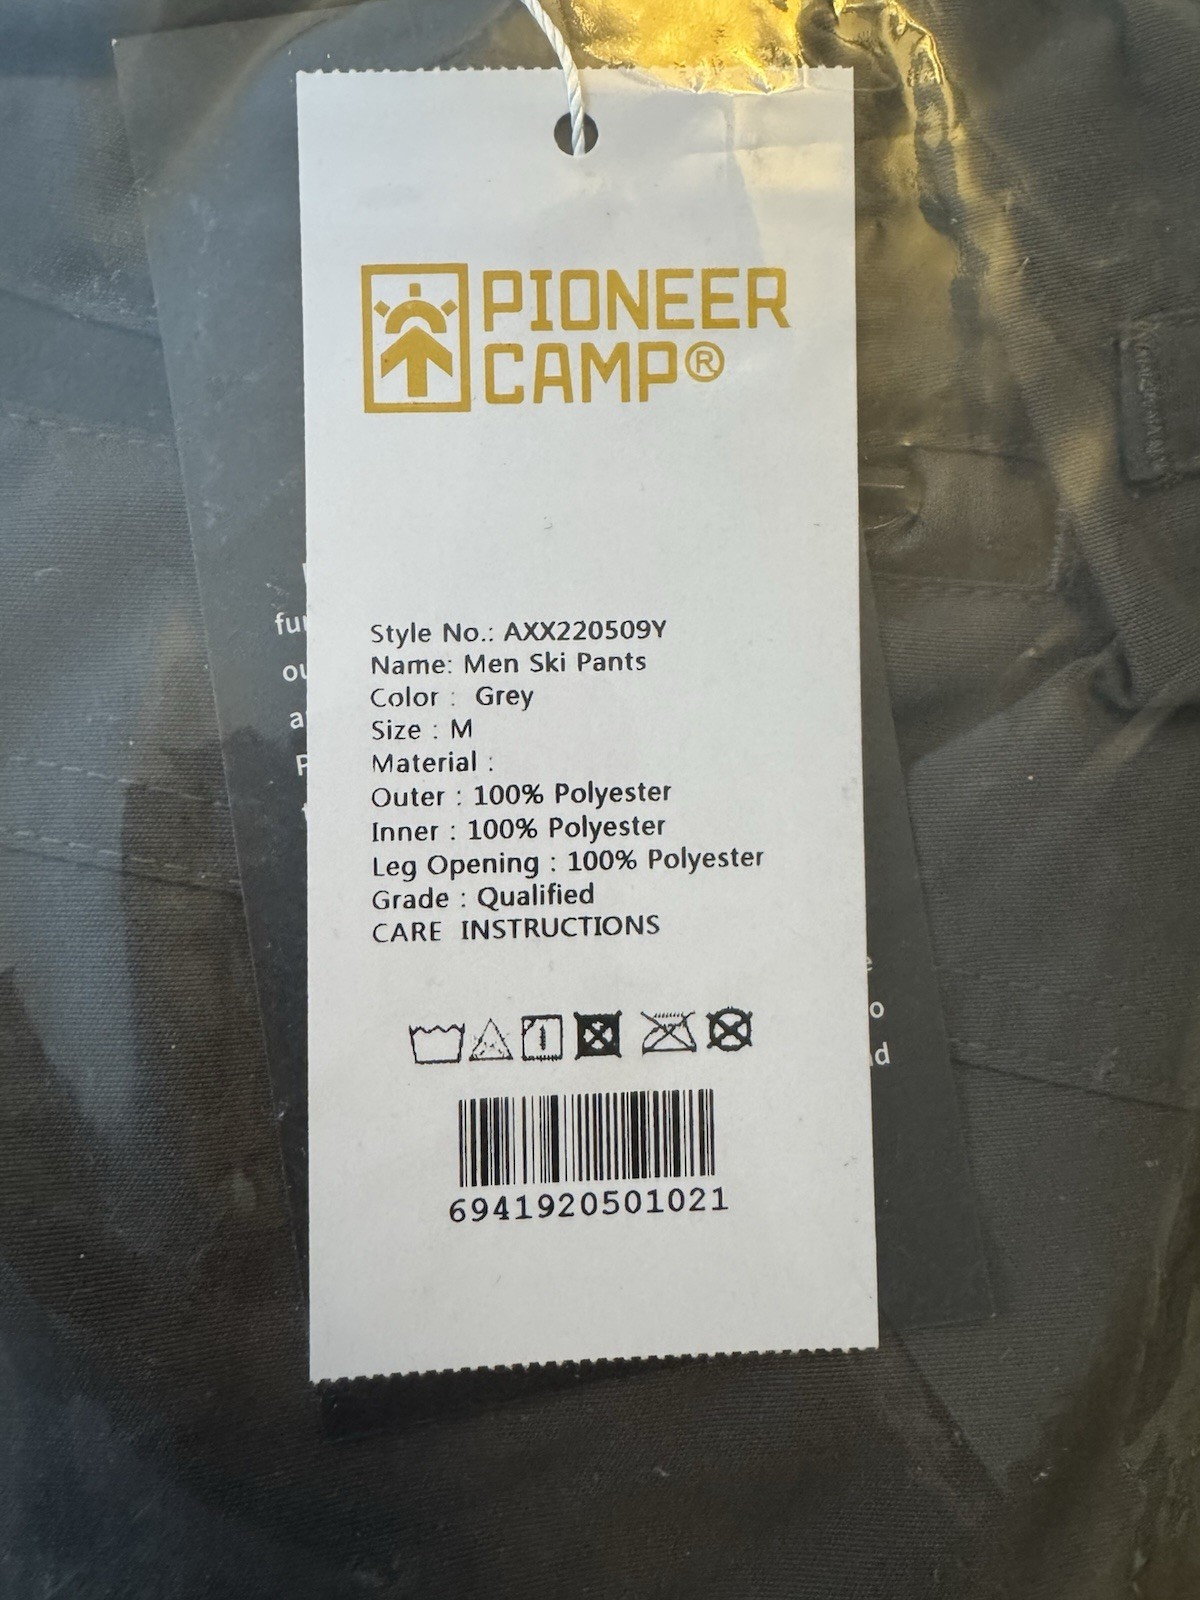 PIONEER
CAMP®
Style No.: AXX220509Y
Name: Men Ski Pants
Color : Grey
Size : M
Material :
Outer : 100% Polyester
Inner : 100% Polyester
Leg Opening : 100% Polyester
Grade : Qualified
CARE INSTRUCTIONS
6941920501021